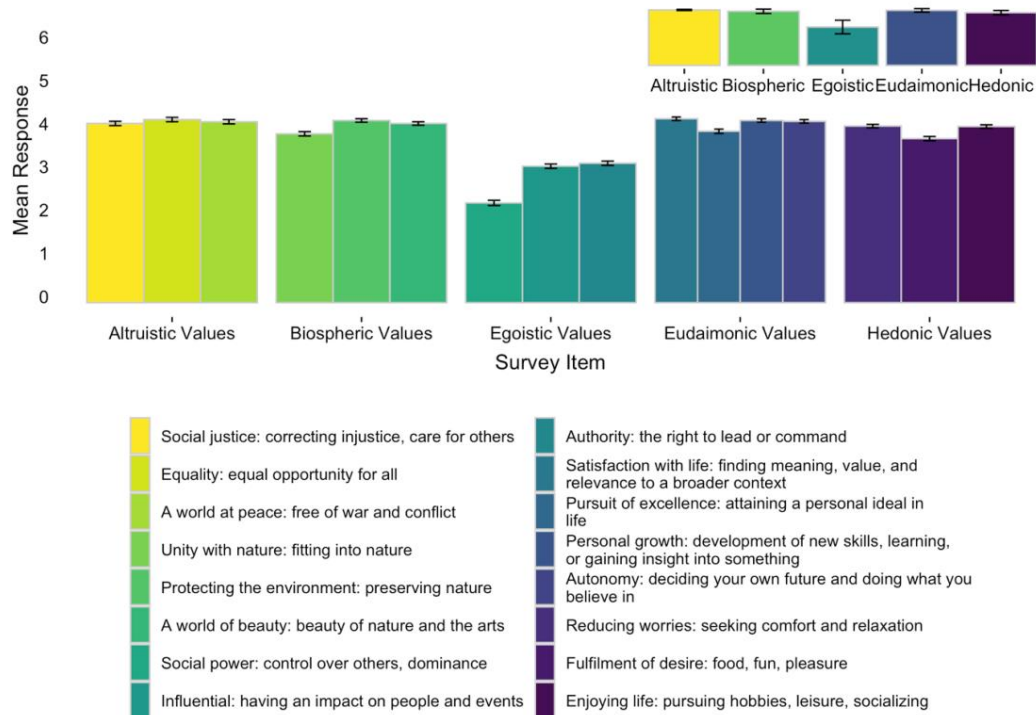 6
5
4
3
2
1
0
Mean Response
Altruistic Biospheric Egoistic Eudaimonic Hedonic
Altruistic Values Biospheric Values Egoistic Values Eudaimonic Values Hedonic Values
Survey Item
Social justice: correcting injustice, care for others
Equality: equal opportunity for all
A world at peace: free of war and conflict
Unity with nature: fitting into nature
Protecting the environment: preserving nature
A world of beauty: beauty of nature and the arts
Social power: control over others, dominance
Influential: having an impact on people and events
Authority: the right to lead or command
Satisfaction with life: finding meaning, value, and
relevance to a broader context
Pursuit of excellence: attaining a personal ideal in
life
Personal growth: development of new skills, learning,
or gaining insight into something
Autonomy: deciding your own future and doing what you
believe in
Reducing worries: seeking comfort and relaxation
Fulfilment of desire: food, fun, pleasure
Enjoying life: pursuing hobbies, leisure, socializing